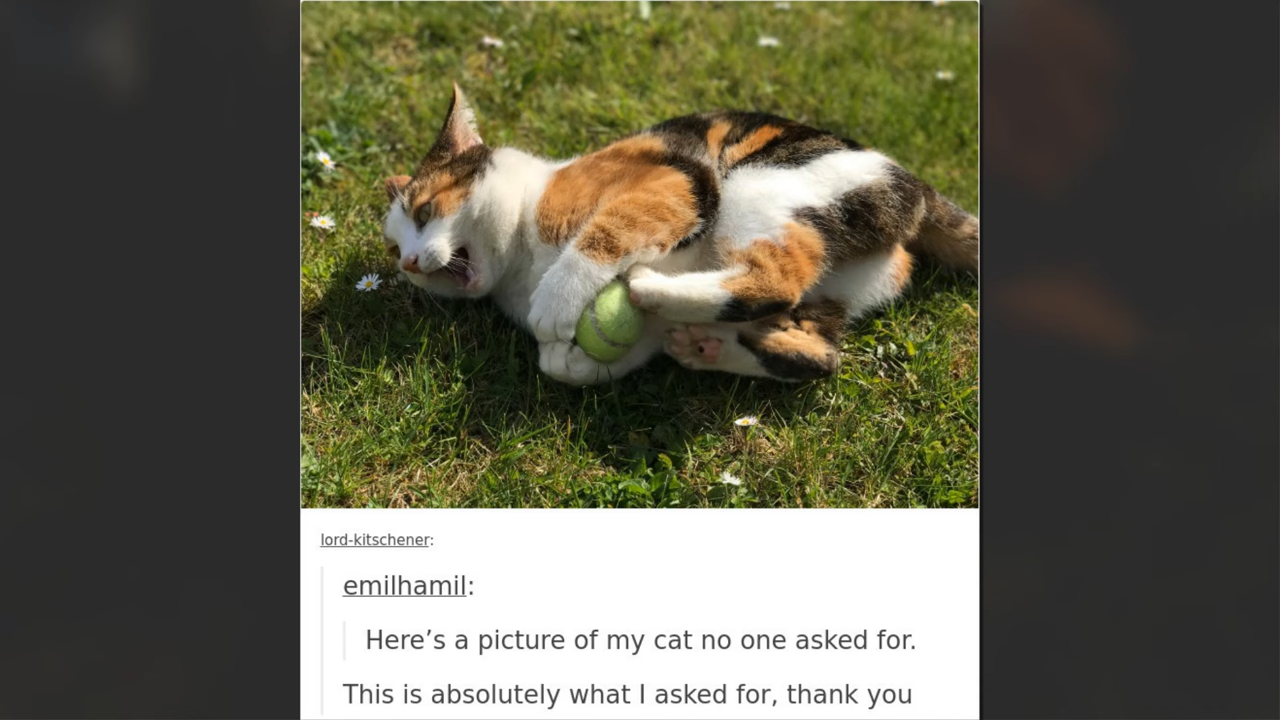 lord-kitschener:
emilhamil:
Here’s a picture of my cat no one asked for.
This is absolutely what I asked for, thank you